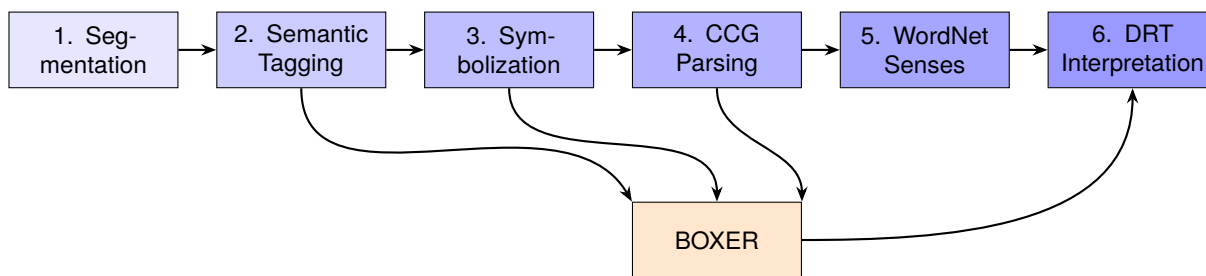 1. Seg-
mentation
2. Semantic
Tagging
3. Sym-
bolization
4. CCG
Parsing
5. WordNet
Senses
6. DRT
Interpretation
BOXER